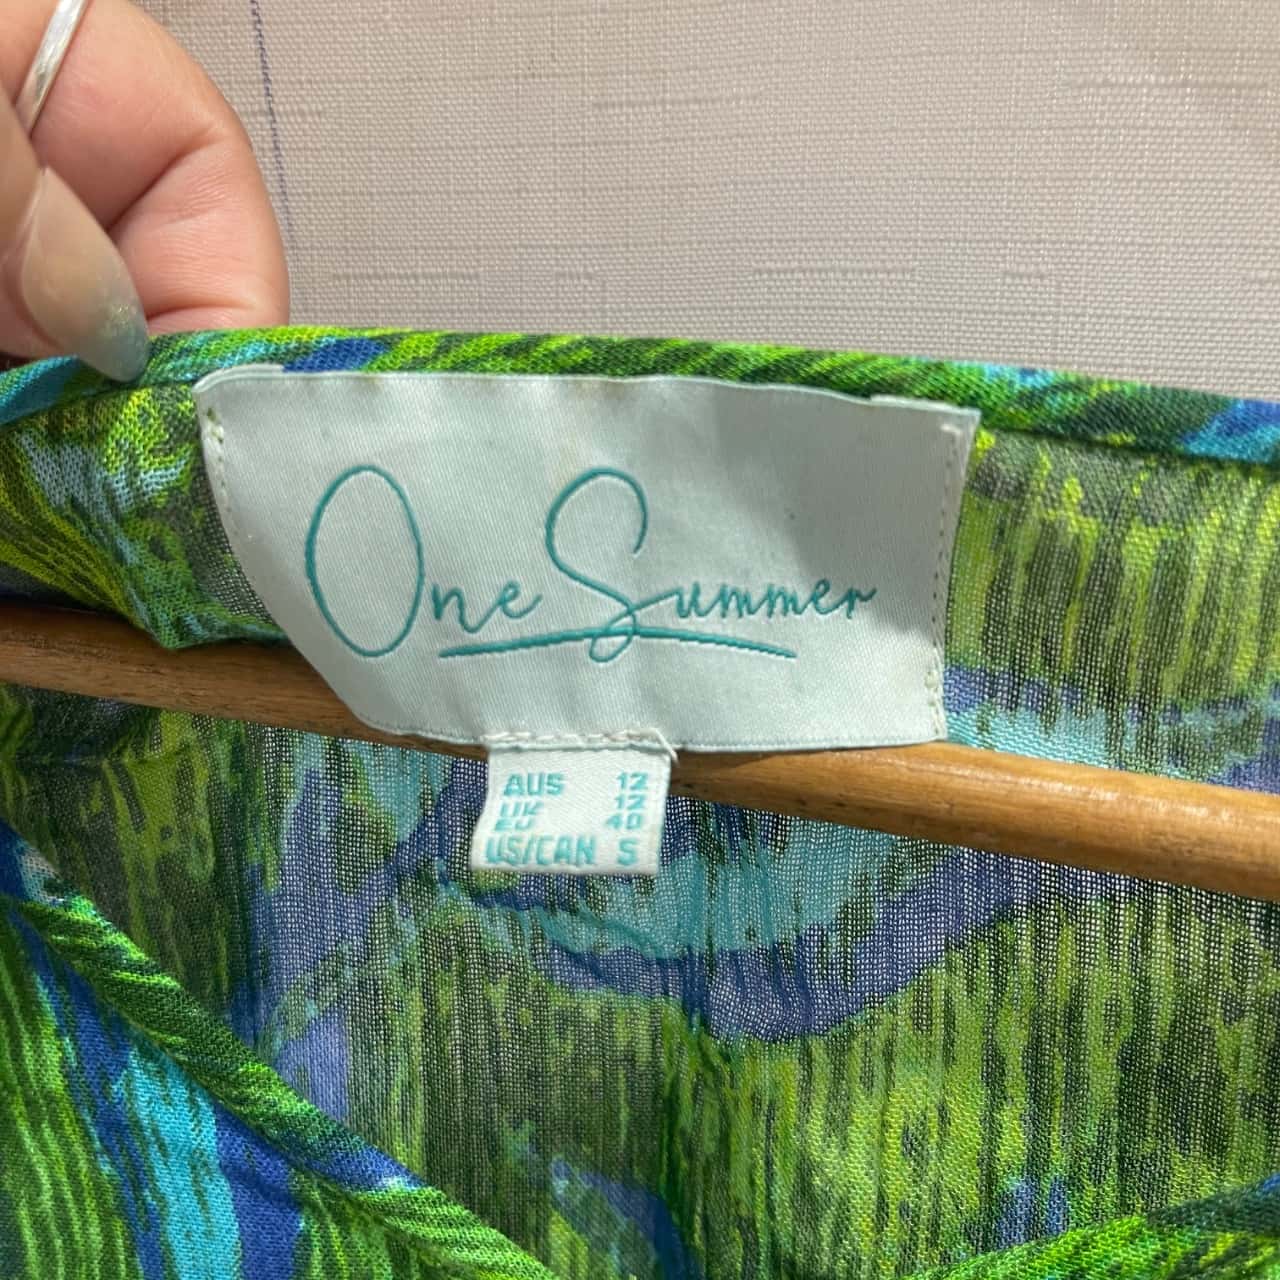 One Summer
AUS 12
UK 12
EU 40
US/CAN S